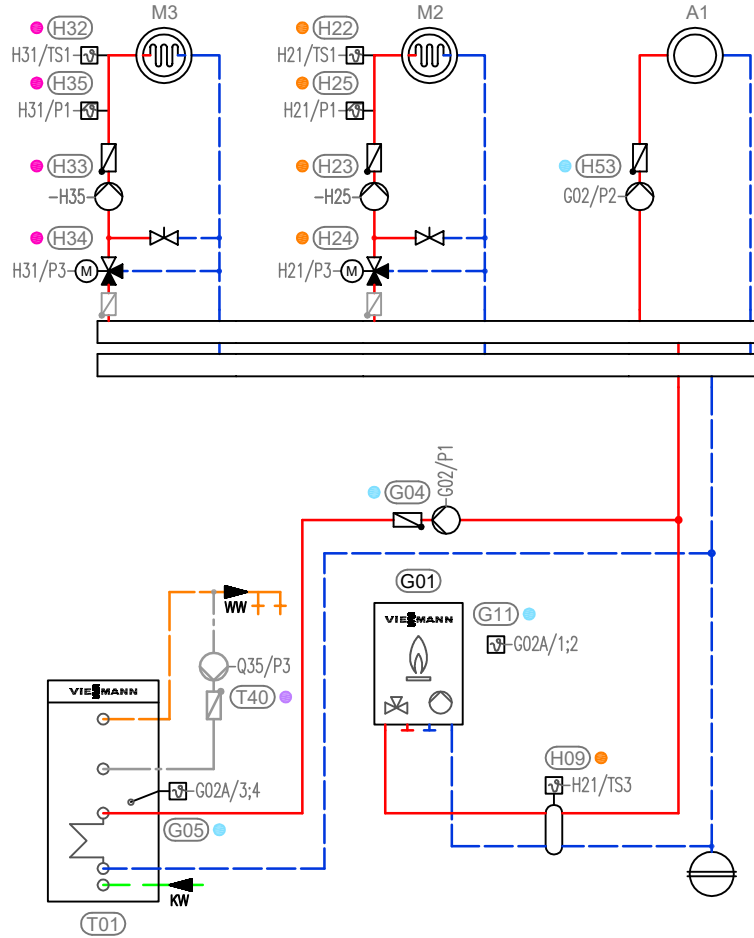 M3
M2
A1
H32
H22
H31/TS1
H21/TS1
H35
H25
H31/P1
H21/P1
H33
H23
H53
-H35
-H25
G02/P2
H34
H24
H31/P3
M
H21/P3
M
G02/P1
G04
G01
WW
VIESMANN
G11
G02A/1;2
Q35/P3
VIESMANN
T40
H09
G02A/3;4
H21/TS3
G05
KW
T01